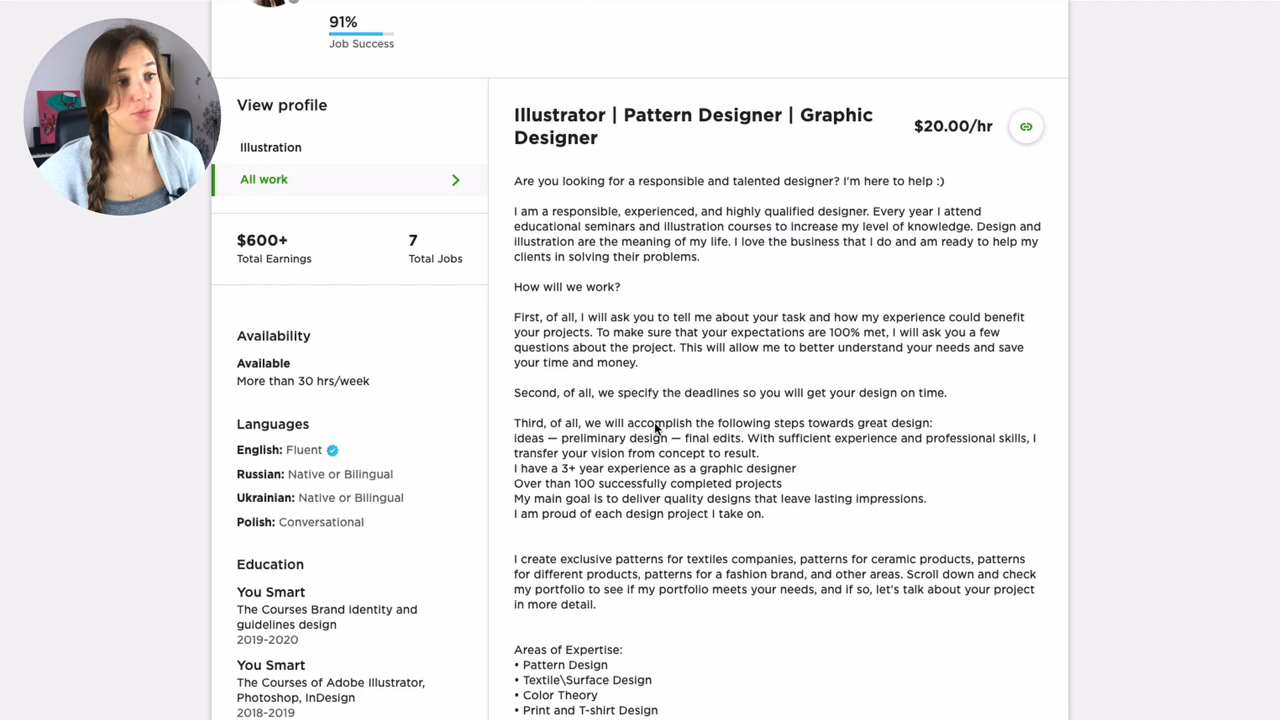 91%
Job Success
View profile
Illustration
All work
$600+
Total Earnings
7
Total Jobs
Availability
Available
More than 30 hrs/week
Languages
English: Fluent
Russian: Native or Bilingual
Ukrainian: Native or Bilingual
Polish: Conversational
Education
You Smart
The Courses Brand identity and
guidelines design
2019-2020
You Smart
The Courses of Adobe Illustrator,
Photoshop, InDesign
2018-2019
Illustrator | Pattern Designer | Graphic
Designer
$20.00/hr
Are you looking for a responsible and talented designer? I'm here to help :)
I am a responsible, experienced, and highly qualified designer. Every year I attend
educational seminars and illustration courses to increase my level of knowledge. Design and
illustration are the meaning of my life. I love the business that I do and am ready to help my
clients in solving their problems.
How will we work?
First, of all, I will ask you to tell me about your task and how my experience could benefit
your projects. To make sure that your expectations are 100% met, I will ask you a few
questions about the project. This will allow me to better understand your needs and save
your time and money.
Second, of all, we specify the deadlines so you will get your design on time.
Third, of all, we will accomplish the following steps towards great design:
ideas — preliminary design — final edits. With sufficient experience and professional skills, I
transfer your vision from concept to result.
I have a 3+ year experience as a graphic designer
Over than 100 successfully completed projects
My main goal is to deliver quality designs that leave lasting impressions.
I am proud of each design project I take on.
I create exclusive patterns for textiles companies, patterns for ceramic products, patterns
for different products, patterns for a fashion brand, and other areas. Scroll down and check
my portfolio to see if my portfolio meets your needs, and if so, let's talk about your project
in more detail.
Areas of Expertise:
• Pattern Design
• Textile\Surface Design
• Color Theory
• Print and T-shirt Design